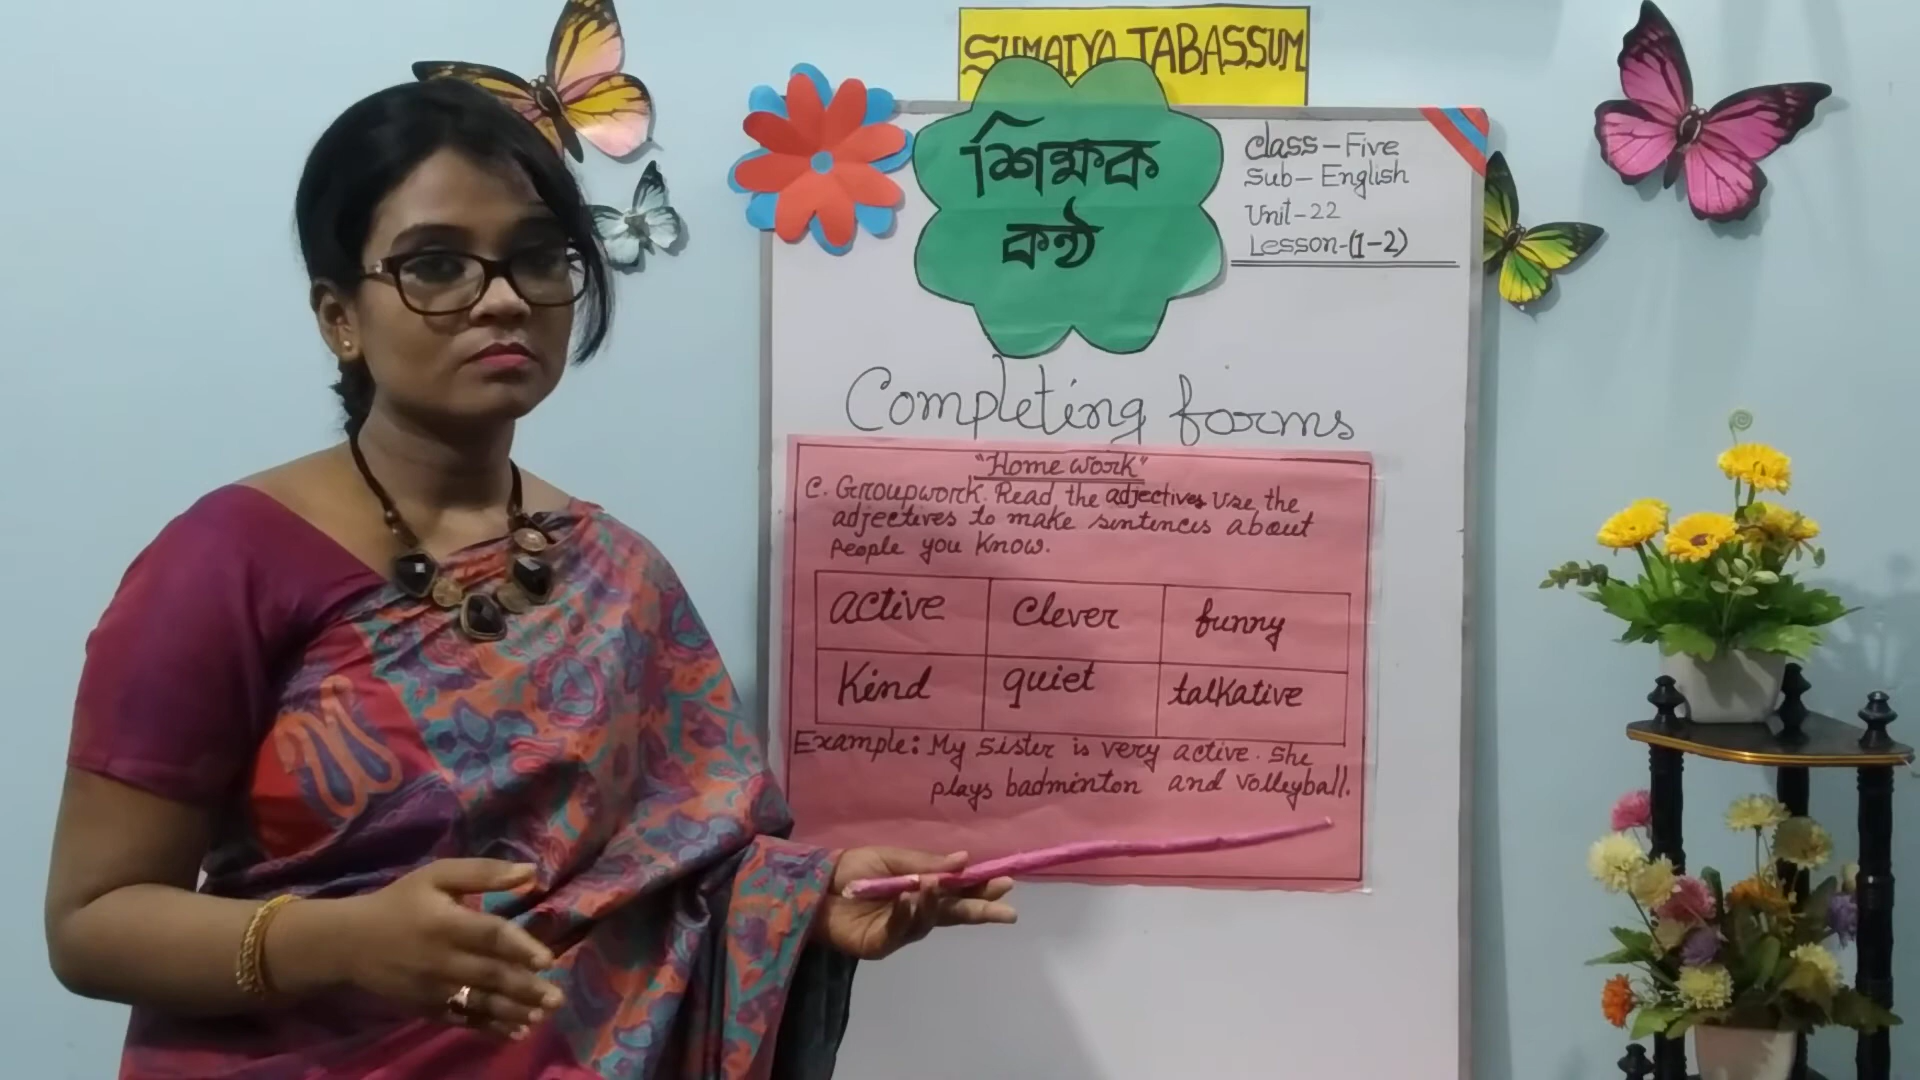 SUMAIYA TABASSUM
শিক্ষক
কণ্ঠ
Class-Five
Sub-English
Unit-22
Lesson-(1-2)
Completing forms
"Home work"
C. Groupwork. Read the adjectives Use the
adjectives to make sentences about
people you know.
active clever funny
Kind quiet talkative
Example: My sister is very active. She
plays badminton and volleyball.